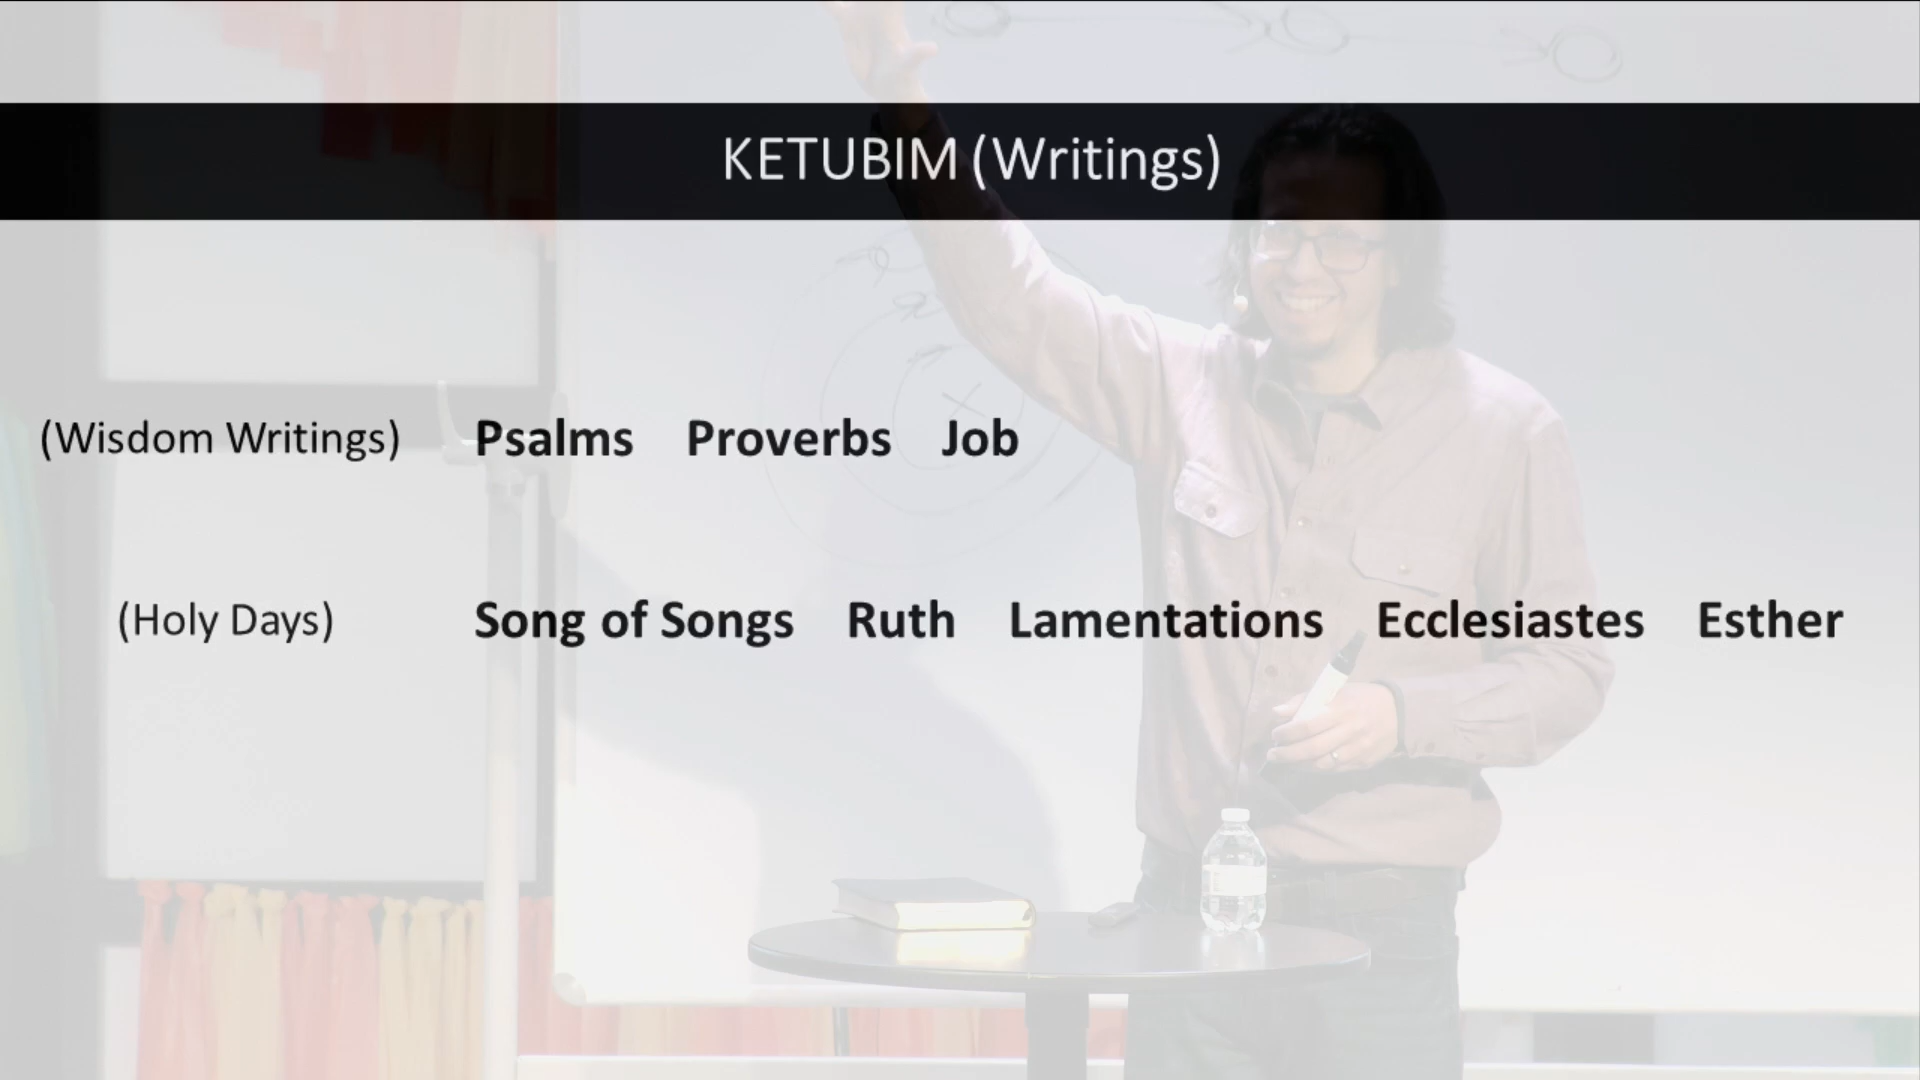 KETUBIM (Writings)
(Wisdom Writings) Psalms Proverbs Job
(Holy Days) Song of Songs Ruth Lamentations Ecclesiastes Esther